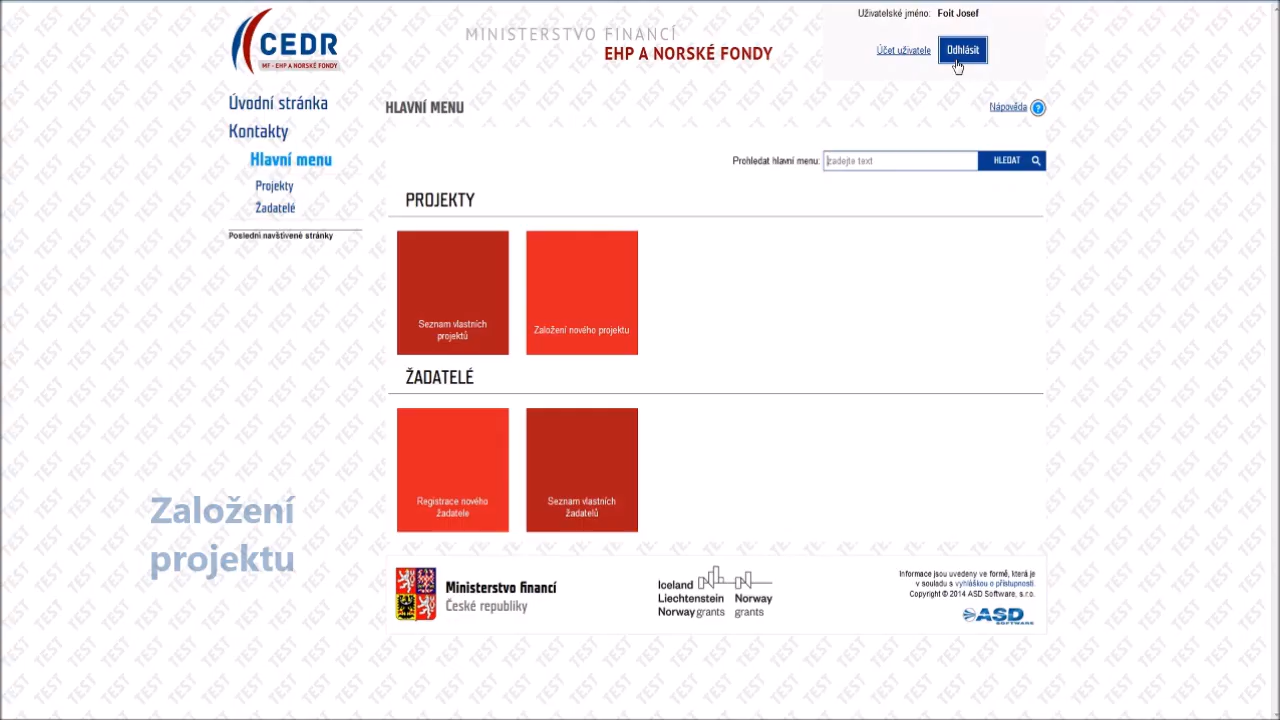 CEDR
MF - EHP A NORSKÉ FONDY
MINISTERSTVO FINANCÍ
EHP A NORSKÉ FONDY
Uživatelské jméno: Foit Josef
Účet uživatele
Odhlásit
Úvodní stránka
Kontakty
Hlavní menu
Projekty
Žadatelé
Poslední navštívené stránky
HLAVNÍ MENU
Nápověda ?
Prohledat hlavní menu: zadejte text HLEDAT
PROJEKTY
Seznam vlastních
projektů
Založení nového projektu
ŽADATELÉ
Registrace nového
žadatele
Seznam vlastních
žadatelů
Založení
projektu
Ministerstvo financí
České republiky
Iceland
Liechtenstein
Norway grants
Norway
grants
Informace jsou uvedeny ve formě, která je
v souladu s vyhláškou o přístupnosti.
Copyright © 2014 ASD Software, s.r.o.
ASD
SOFTWARE
TEST